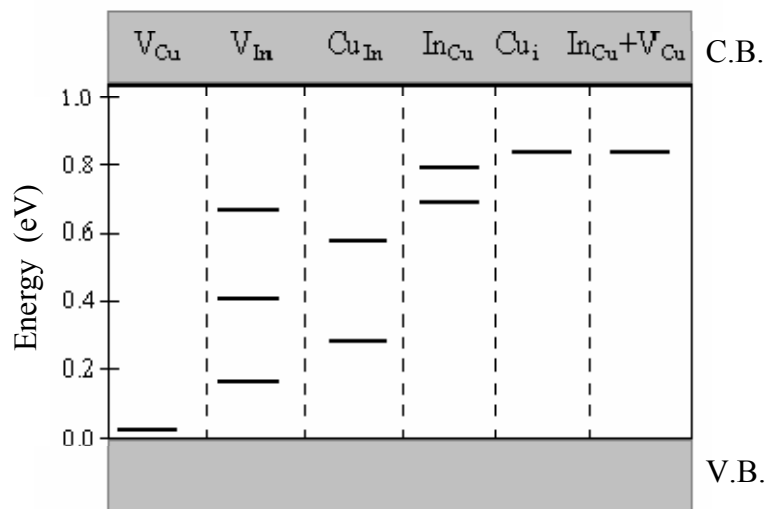 V_Cu V_In Cu_In In_Cu Cu_i In_Cu+V_Cu C.B.
1.0
0.8
0.6
0.4
0.2
0.0
Energy (eV)
V.B.